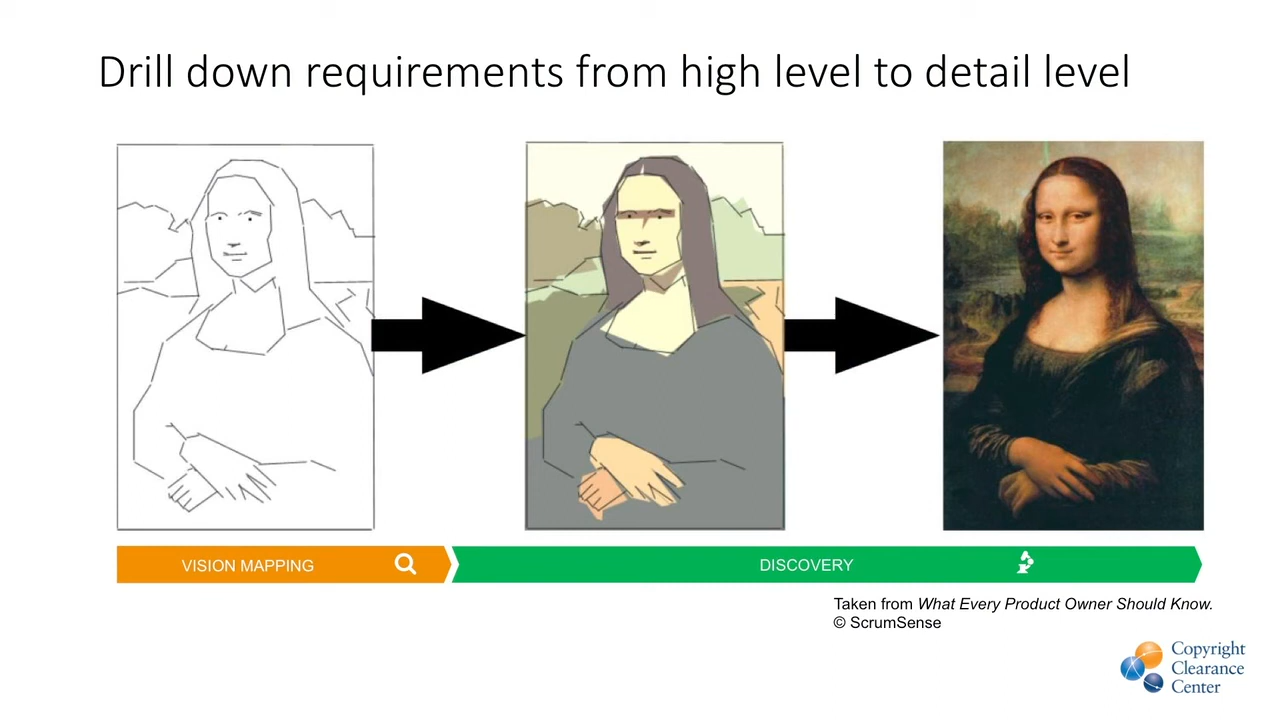 Drill down requirements from high level to detail level
VISION MAPPING
DISCOVERY
Taken from What Every Product Owner Should Know.
© ScrumSense
Copyright
Clearance
Center